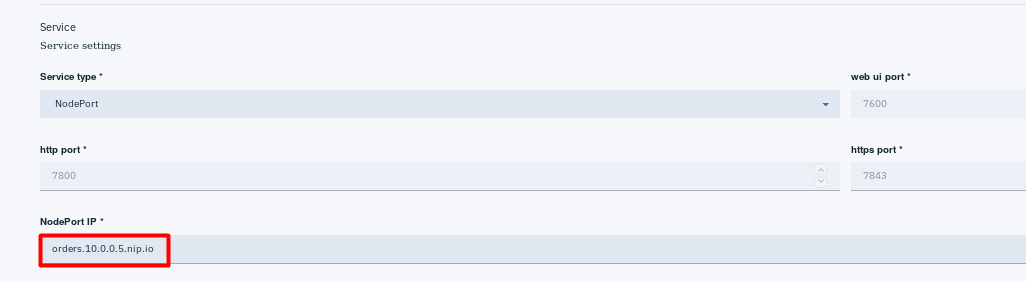 Service
Service settings
Service type *
web ui port *
NodePort
7600
http port *
https port *
7800
7843
NodePort IP *
orders.10.0.0.5.nip.io